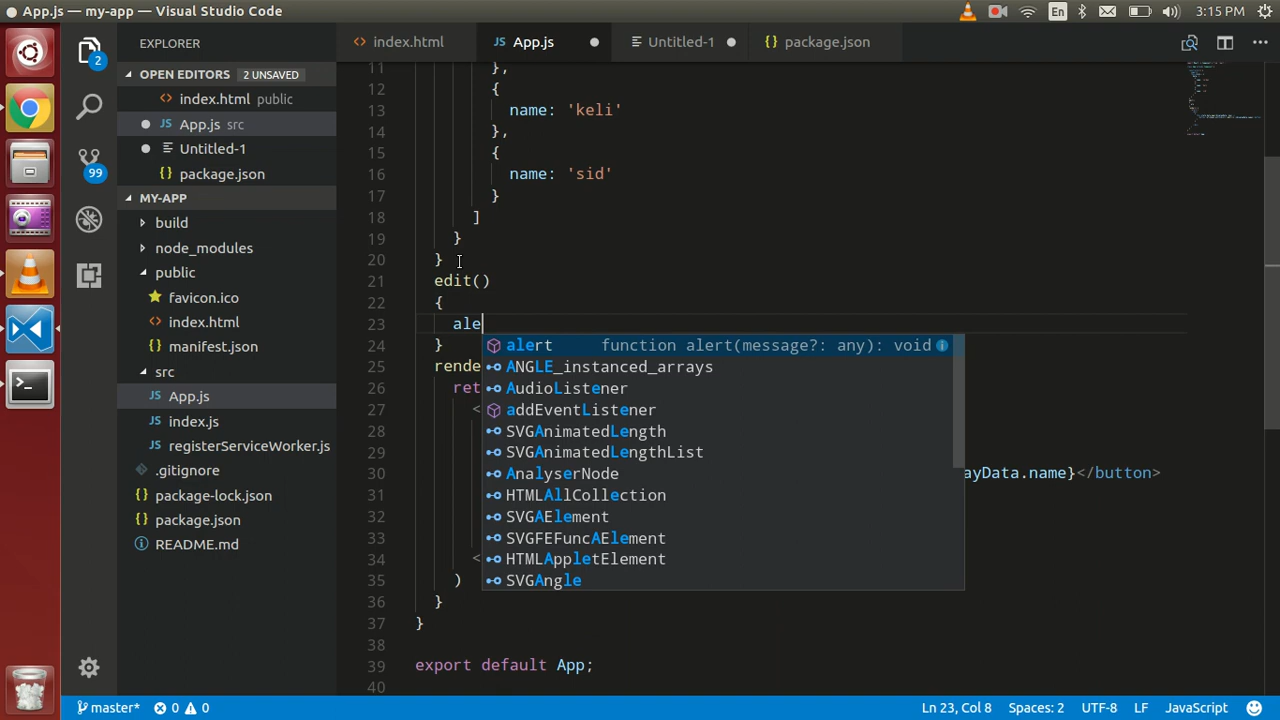 App.js — my-app — Visual Studio Code
En
3:15 PM
EXPLORER
index.html
App.js
Untitled-1
package.json
2
OPEN EDITORS 2 UNSAVED
index.html public
App.js src
Untitled-1
package.json
99
MY-APP
build
node_modules
public
favicon.ico
index.html
manifest.json
src
App.js
index.js
registerServiceWorker.js
.gitignore
package-lock.json
package.json
README.md
11 },
12 {
13 name: 'keli'
14 },
15 {
16 name: 'sid'
17 }
18 ]
19 }
20 }
21 edit()
22 {
23 ale
24 }
25 rende
26 ret
27 <
28
29
30 ayData.name}</button>
31
32
33
34 <
35 )
36 }
37 }
38
39 export default App;
40
alert function alert(message?: any): void
ANGLE_instanced_arrays
AudioListener
addEventListener
SVGAnimatedLength
SVGAnimatedLengthList
AnalyserNode
HTMLAllCollection
SVGAElement
SVGFEFuncAElement
HTMLAppletElement
SVGAngle
master* 0 0
Ln 23, Col 8 Spaces: 2 UTF-8 LF JavaScript